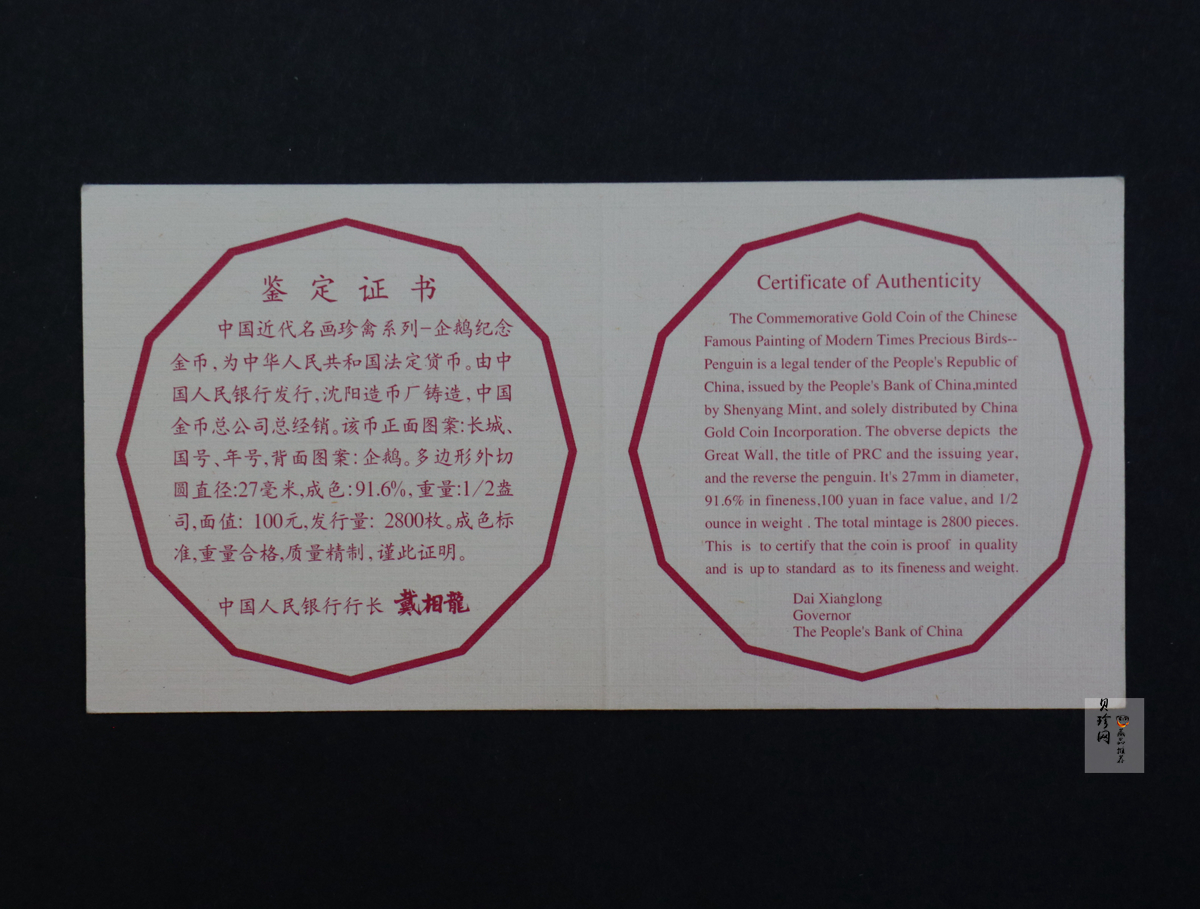 鉴定证书
中国近代名画珍禽系列-企鹅纪念
金币,为中华人民共和国法定货币。由中
国人民银行发行,沈阳造币厂铸造,中国
金币总公司总经销。该币正面图案:长城、
国号、年号,背面图案:企鹅。多边形外切
圆直径:27毫米,成色:91.6%,重量:1/2盎
司,面值: 100元,发行量: 2800枚。成色标
准,重量合格,质量精制,谨此证明。
中国人民银行行长 戴相龍
Certificate of Authenticity
The Commemorative Gold Coin of the Chinese
Famous Painting of Modern Times Precious Birds--
Penguin is a legal tender of the People's Republic of
China, issued by the People's Bank of China,minted
by Shenyang Mint, and solely distributed by China
Gold Coin Incorporation. The obverse depicts the
Great Wall, the title of PRC and the issuing year,
and the reverse the penguin. It's 27mm in diameter,
91.6% in fineness,100 yuan in face value, and 1/2
ounce in weight . The total mintage is 2800 pieces.
This is to certify that the coin is proof in quality
and is up to standard as to its fineness and weight.
Dai Xianglong
Governor
The People's Bank of China
贝珍网